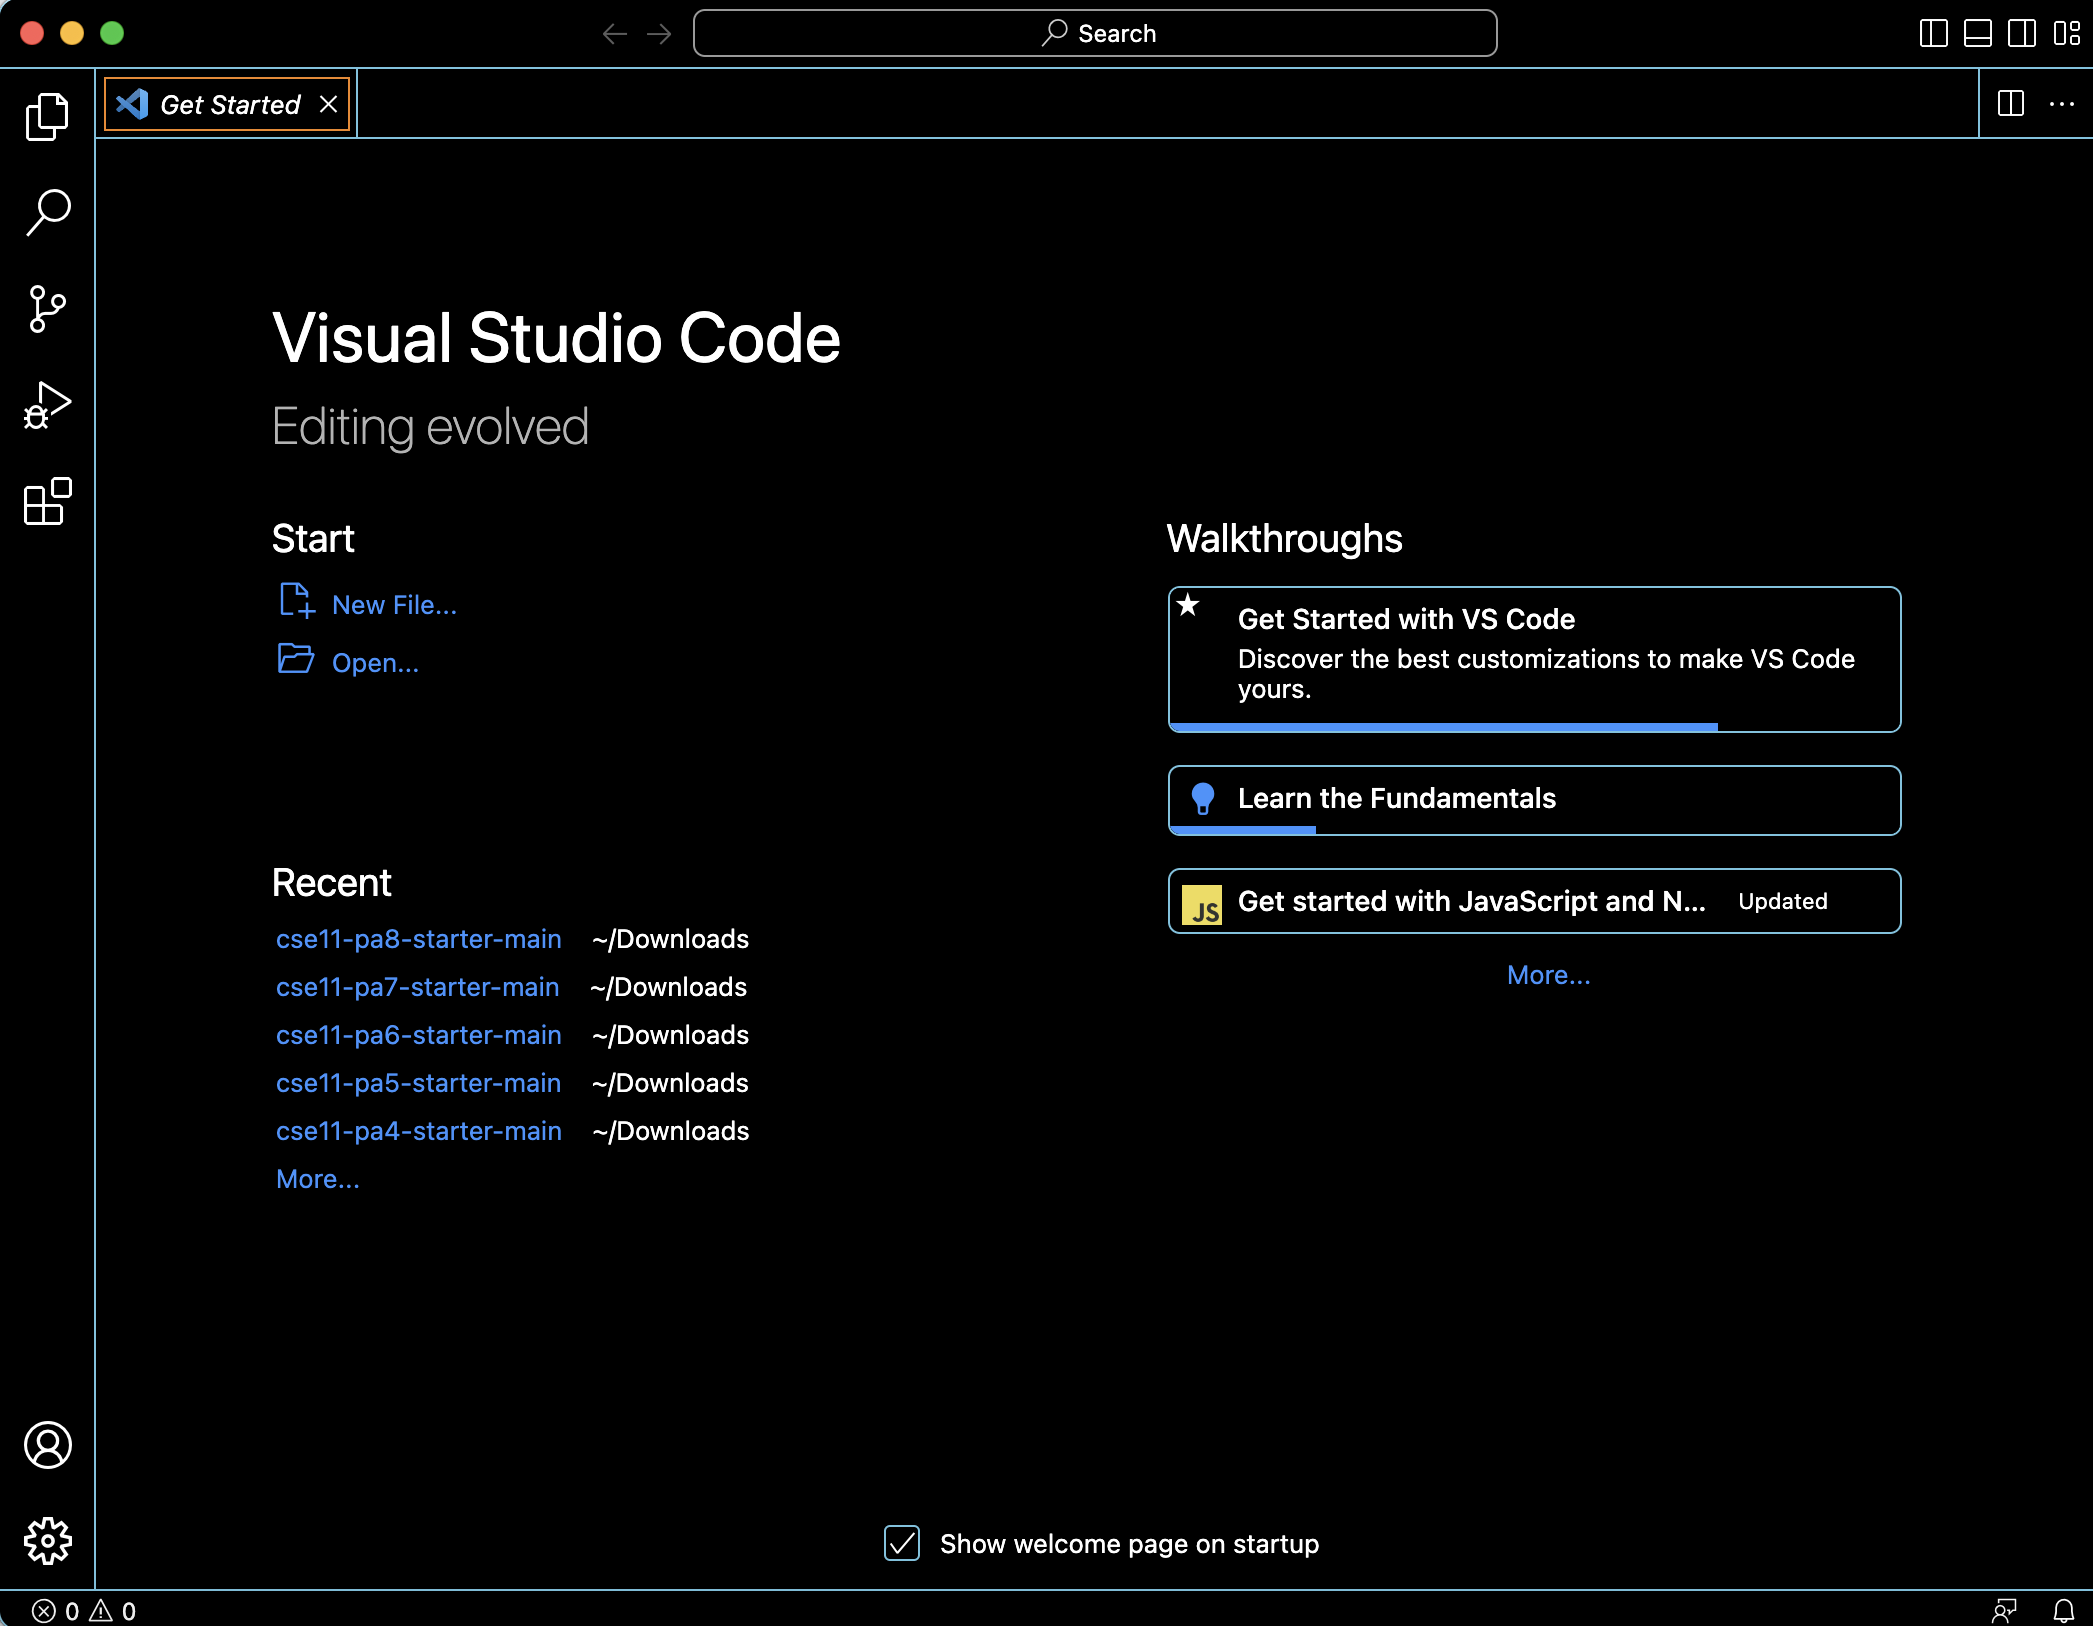 Search
Get Started
Visual Studio Code
Editing evolved
Start
New File...
Open...
Recent
cse11-pa8-starter-main ~/Downloads
cse11-pa7-starter-main ~/Downloads
cse11-pa6-starter-main ~/Downloads
cse11-pa5-starter-main ~/Downloads
cse11-pa4-starter-main ~/Downloads
More...
Walkthroughs
Get Started with VS Code
Discover the best customizations to make VS Code
yours.
Learn the Fundamentals
JS Get started with JavaScript and N... Updated
More...
Show welcome page on startup
0 0